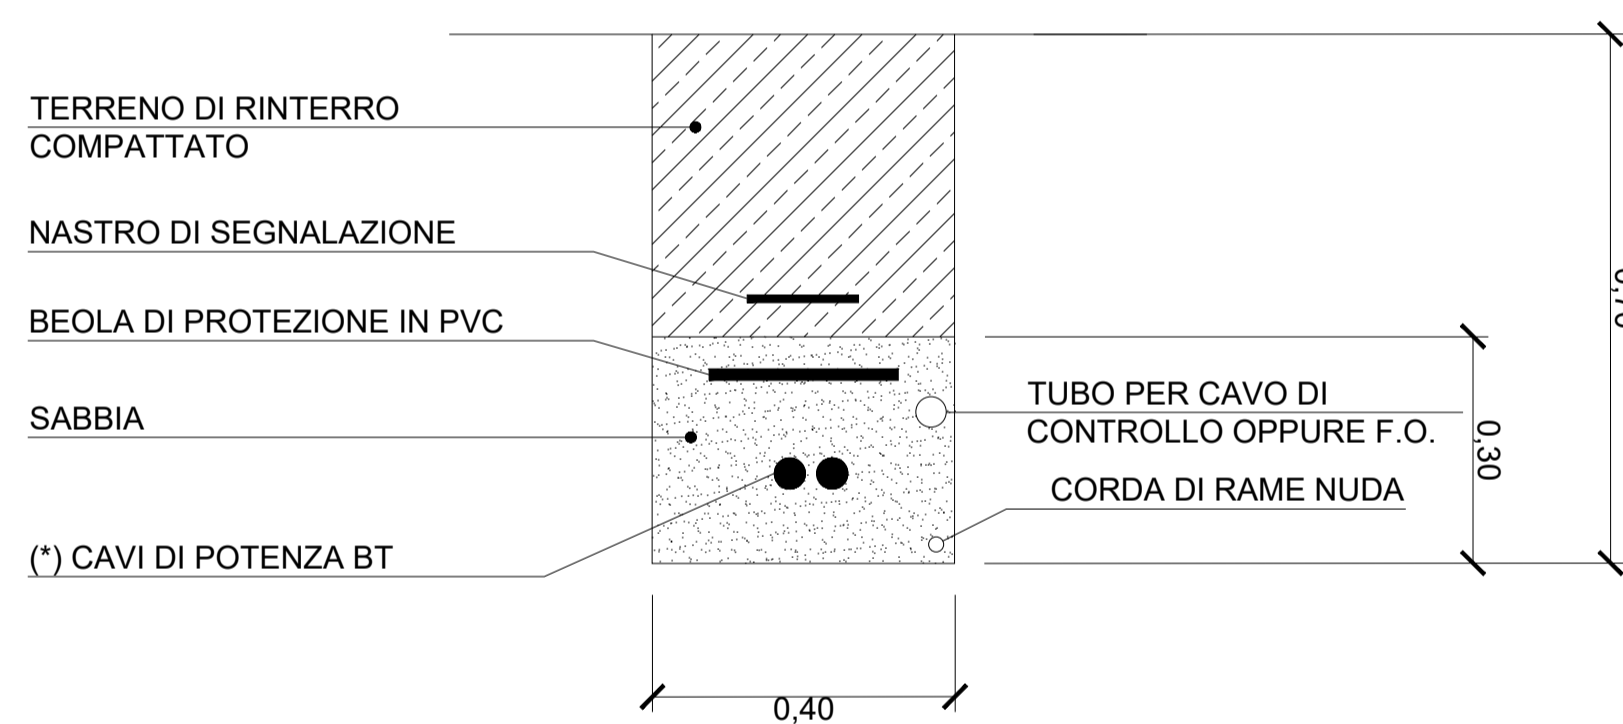 TERRENO DI RINTERRO
COMPATTATO
NASTRO DI SEGNALAZIONE
BEOLA DI PROTEZIONE IN PVC
SABBIA
(*) CAVI DI POTENZA BT
TUBO PER CAVO DI
CONTROLLO OPPURE F.O.
CORDA DI RAME NUDA
0,30
0,40